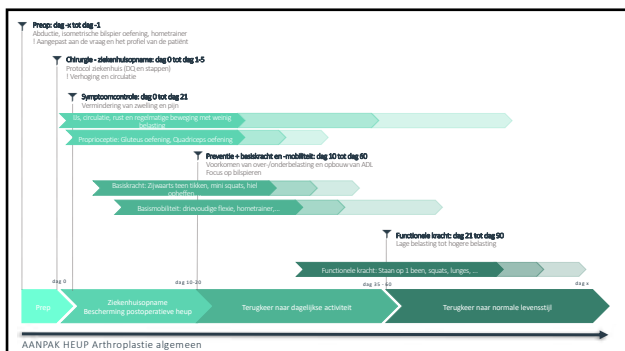 Preop: dag -x tot dag -1
Abductie, isometrische bilspier oefening, hometrainer
! Aangepast aan de vraag en het profiel van de patiënt
Chirurgie - ziekenhuisopname: dag 0 tot dag 1-5
Protocol ziekenhuis (DQ en stappen)
! Verhoging en circulatie
Symptoomcontrole: dag 0 tot dag 21
Vermindering van zwelling en pijn
Ijs, circulatie, rust en regelmatige beweging met weinig
belasting
Proprioceptie: Gluteus oefening, Quadriceps oefening
Preventie + basiskracht en -mobiliteit: dag 10 tot dag 60
Voorkomen van over-/onderbelasting en opbouw van ADL
Focus op bilspieren
Basiskracht: Zijwaarts teen tikken, mini squats, hiel
opheffen,
Basismobiliteit: drievoudige flexie, hometrainer,...
Functionele kracht: dag 21 tot dag 90
Lage belasting tot hogere belasting
Functionele kracht: Staan op 1 been, squats, lunges, ...
dag 0
dag 10-20
dag 35 - 60
dag x
Prep
Ziekenhuisopname
Bescherming postoperatieve heup
Terugkeer naar dagelijkse activiteit
Terugkeer naar normale levensstijl
AANPAK HEUP Arthroplastie algemeen